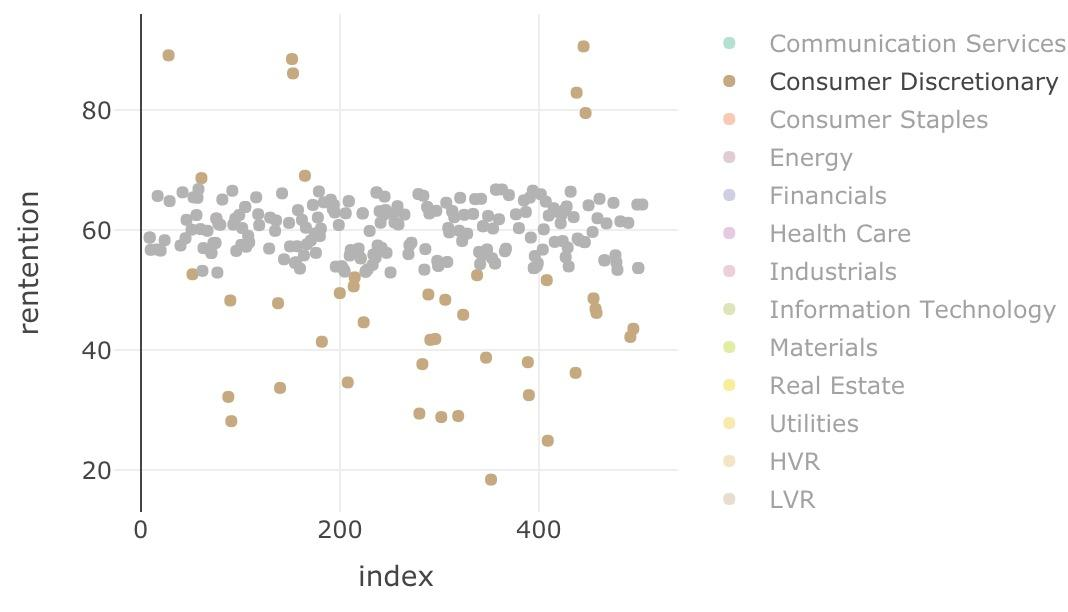 rentention
80
60
40
20
0
200
400
index
Communication Services
Consumer Discretionary
Consumer Staples
Energy
Financials
Health Care
Industrials
Information Technology
Materials
Real Estate
Utilities
HVR
LVR